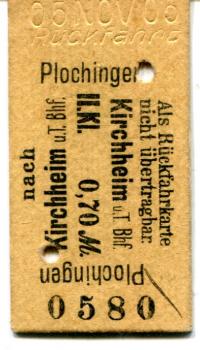 05 NOV 06
Rückfahrt
Plochingen
Als Rückfahrkarte
nicht übertragbar.
Kirchheim u.T. Bhf.
II.Kl. 0,70 M.
Kirchheim u.T. Bhf.
nach
Plochingen
0580